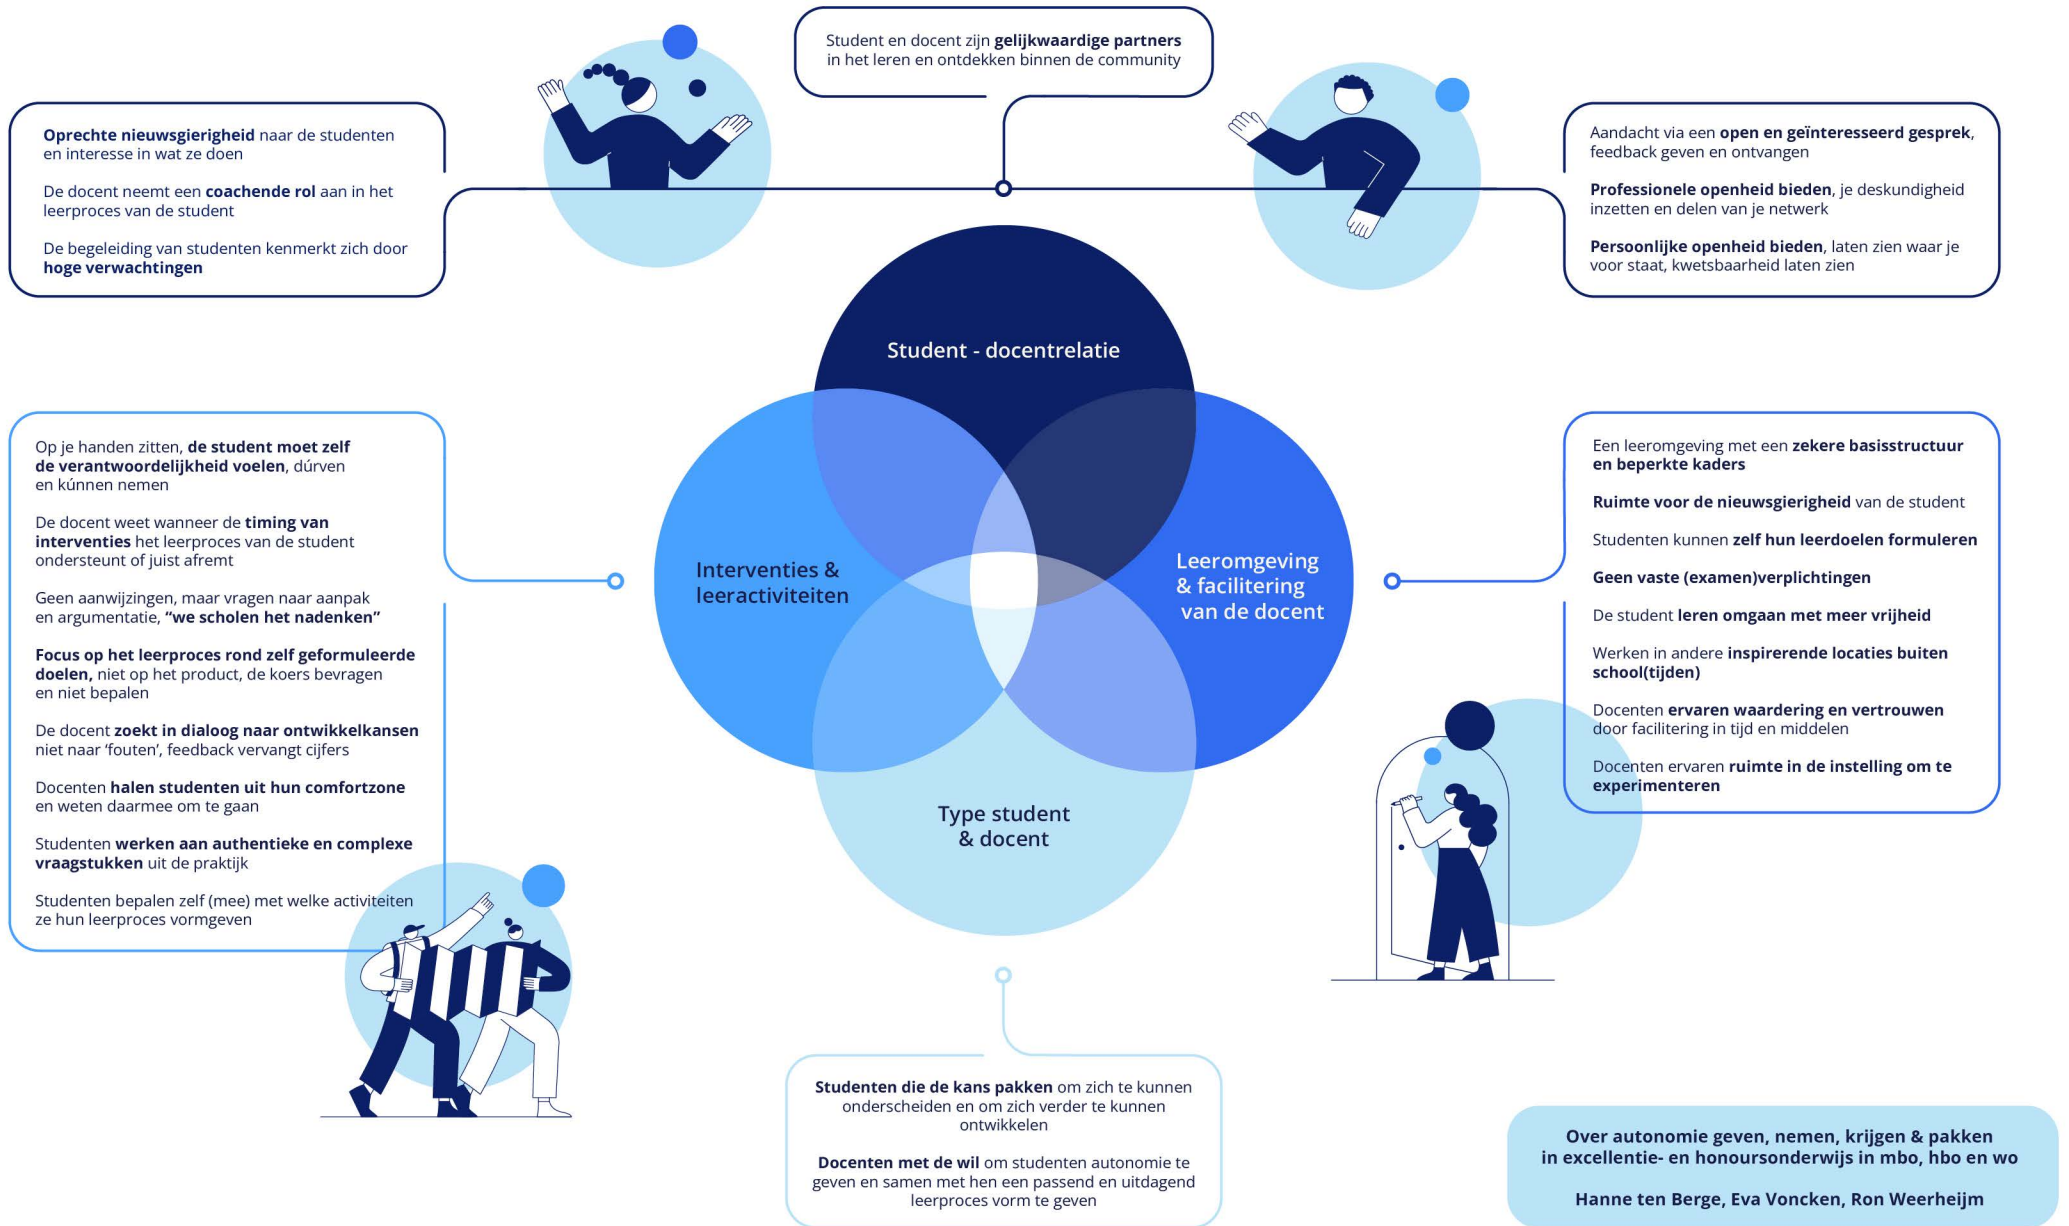 Student en docent zijn gelijkwaardige partners
in het leren en ontdekken binnen de community
Oprechte nieuwsgierigheid naar de studenten
en interesse in wat ze doen
De docent neemt een coachende rol aan in het
leerproces van de student
De begeleiding van studenten kenmerkt zich door
hoge verwachtingen
Aandacht via een open en geïnteresseerd gesprek,
feedback geven en ontvangen
Professionele openheid bieden, je deskundigheid
inzetten en delen van je netwerk
Persoonlijke openheid bieden, laten zien waar je
voor staat, kwetsbaarheid laten zien
Student - docentrelatie
Interventies &
leeractiviteiten
Leeromgeving
& facilitering
van de docent
Type student
& docent
Op je handen zitten, de student moet zelf
de verantwoordelijkheid voelen, dúrven
en kúnnen nemen
De docent weet wanneer de timing van
interventies het leerproces van de student
ondersteunt of juist afremt
Geen aanwijzingen, maar vragen naar aanpak
en argumentatie, “we scholen het nadenken”
Focus op het leerproces rond zelf geformuleerde
doelen, niet op het product, de koers bevragen
en niet bepalen
De docent zoekt in dialoog naar ontwikkelkansen
niet naar ‘fouten’, feedback vervangt cijfers
Docenten halen studenten uit hun comfortzone
en weten daarmee om te gaan
Studenten werken aan authentieke en complexe
vraagstukken uit de praktijk
Studenten bepalen zelf (mee) met welke activiteiten
ze hun leerproces vormgeven
Een leeromgeving met een zekere basisstructuur
en beperkte kaders
Ruimte voor de nieuwsgierigheid van de student
Studenten kunnen zelf hun leerdoelen formuleren
Geen vaste (examen)verplichtingen
De student leren omgaan met meer vrijheid
Werken in andere inspirerende locaties buiten
school(tijden)
Docenten ervaren waardering en vertrouwen
door facilitering in tijd en middelen
Docenten ervaren ruimte in de instelling om te
experimenteren
Studenten die de kans pakken om zich te kunnen
onderscheiden en om zich verder te kunnen
ontwikkelen
Docenten met de wil om studenten autonomie te
geven en samen met hen een passend en uitdagend
leerproces vorm te geven
Over autonomie geven, nemen, krijgen & pakken
in excellentie- en honoursonderwijs in mbo, hbo en wo
Hanne ten Berge, Eva Voncken, Ron Weerheijm